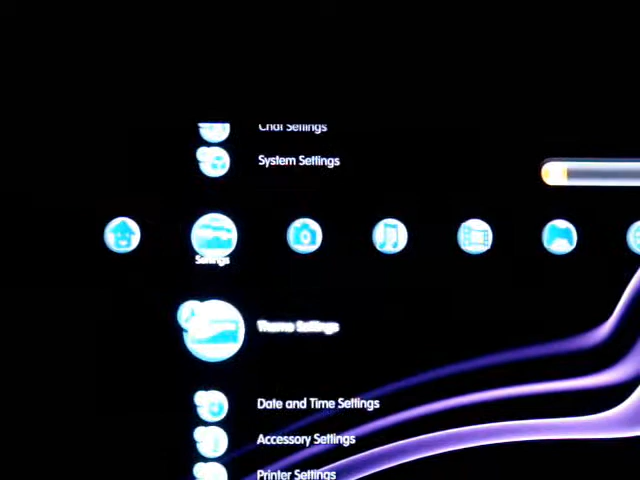 Chat Settings
System Settings
Settings
Theme Settings
Date and Time Settings
Accessory Settings
Printer Settings